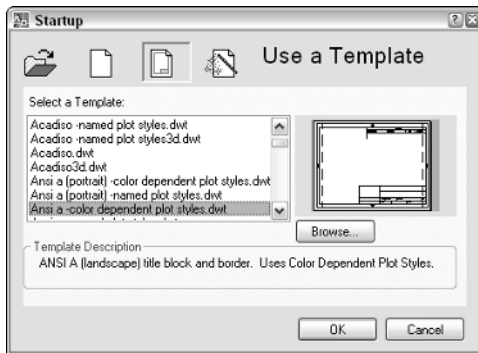 Startup
Use a Template
Select a Template:
Acadiso -named plot styles.dwt
Acadiso -named plot styles3d.dwt
Acadiso.dwt
Acadiso3d.dwt
Ansi a (portrait) -color dependent plot styles.dwt
Ansi a (portrait) -named plot styles.dwt
Ansi a -color dependent plot styles.dwt
Browse...
Template Description
ANSI A (landscape) title block and border. Uses Color Dependent Plot Styles.
OK
Cancel